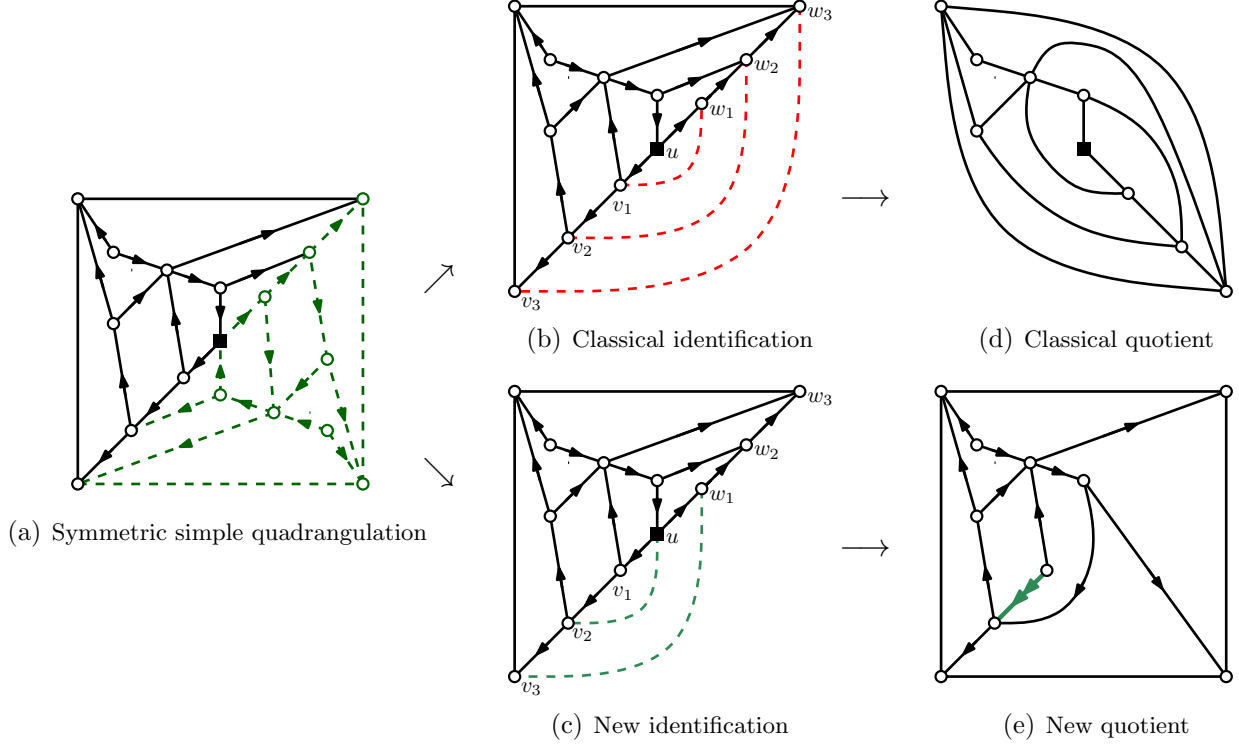 w₃
w₂
w₁
u
v₁
v₂
v₃
(b) Classical identification
(d) Classical quotient
(a) Symmetric simple quadrangulation
w₃
w₂
w₁
u
v₁
v₂
v₃
(c) New identification
(e) New quotient